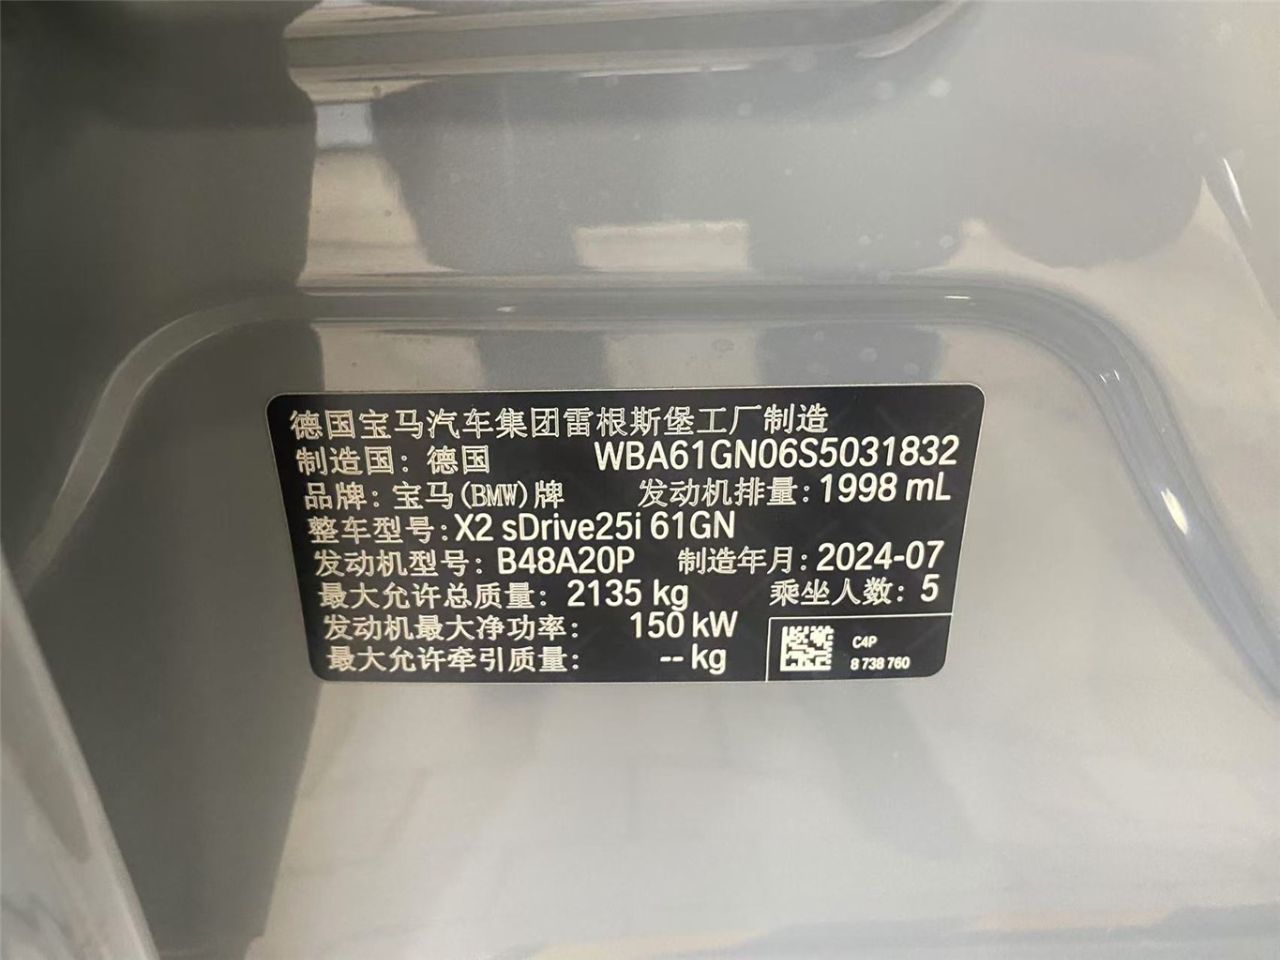 德国宝马汽车集团雷根斯堡工厂制造
制造国：德国 WBA61GN06S5031832
品牌：宝马(BMW)牌 发动机排量：1998 mL
整车型号：X2 sDrive25i 61GN
发动机型号：B48A20P 制造年月：2024-07
最大允许总质量：2135 kg 乘坐人数：5
发动机最大净功率：150 kW
最大允许牵引质量：-- kg
C4P
8 738 760